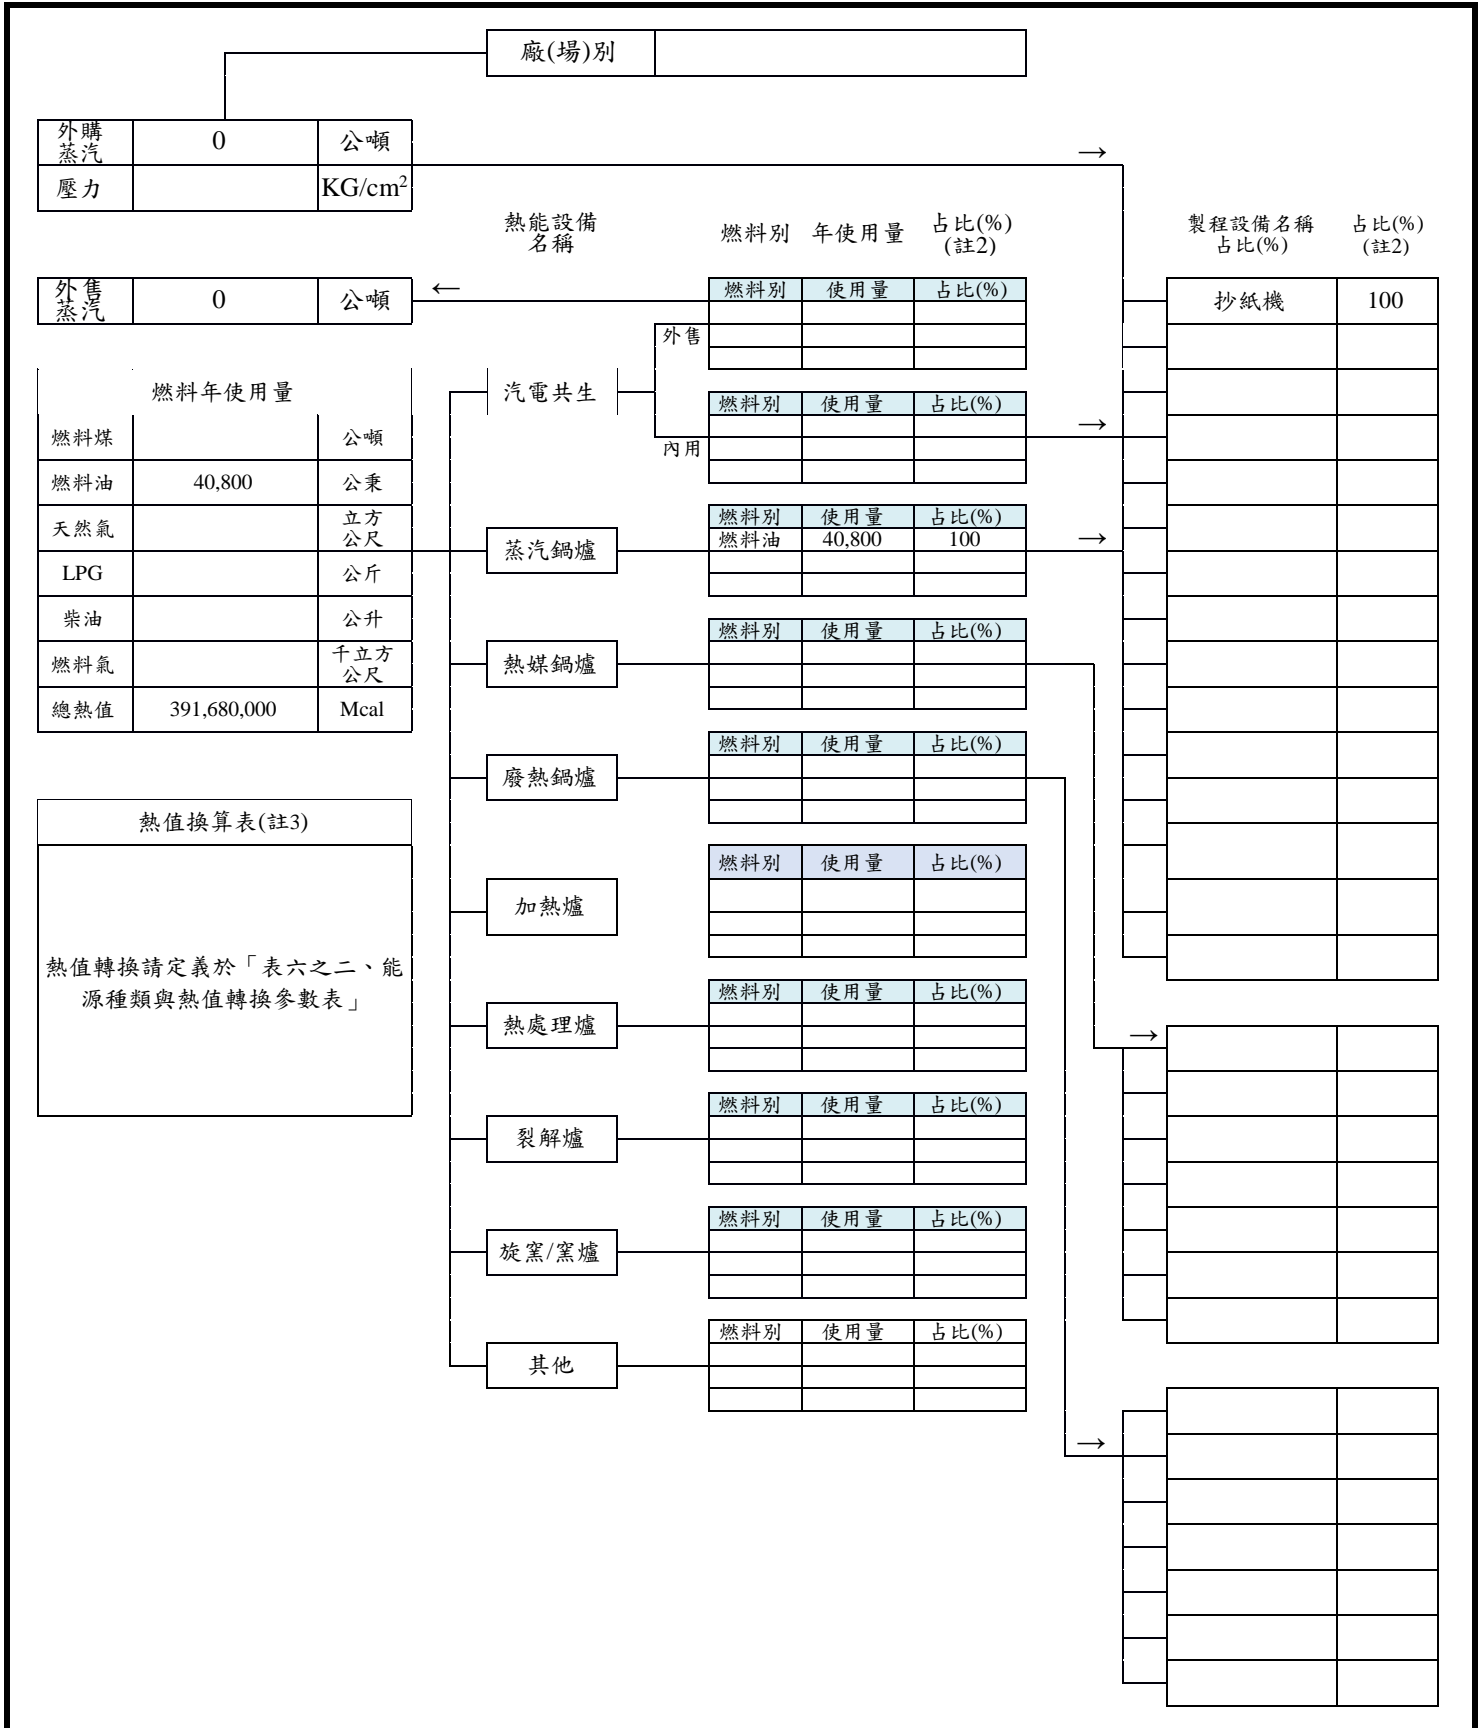 廠(場)別
外購
蒸汽
0
公噸
→
壓力
KG/cm²
熱能設備
名稱
燃料別
年使用量
占比(%)
(註2)
製程設備名稱
占比(%)
占比(%)
(註2)
外售
蒸汽
0
公噸
←
燃料別
使用量
占比(%)
抄紙機
100
外售
燃料年使用量
汽電共生
燃料別
使用量
占比(%)
→
內用
燃料煤
公噸
燃料油
40,800
公秉
天然氣
立方
公尺
蒸汽鍋爐
燃料別
使用量
占比(%)
燃料油
40,800
100
→
LPG
公斤
柴油
公升
燃料氣
千立方
公尺
熱媒鍋爐
燃料別
使用量
占比(%)
總熱值
391,680,000
Mcal
廢熱鍋爐
燃料別
使用量
占比(%)
熱值換算表(註3)
熱值轉換請定義於「表六之二、能
源種類與熱值轉換參數表」
加熱爐
燃料別
使用量
占比(%)
熱處理爐
燃料別
使用量
占比(%)
→
裂解爐
燃料別
使用量
占比(%)
旋窯/窯爐
燃料別
使用量
占比(%)
其他
燃料別
使用量
占比(%)
→